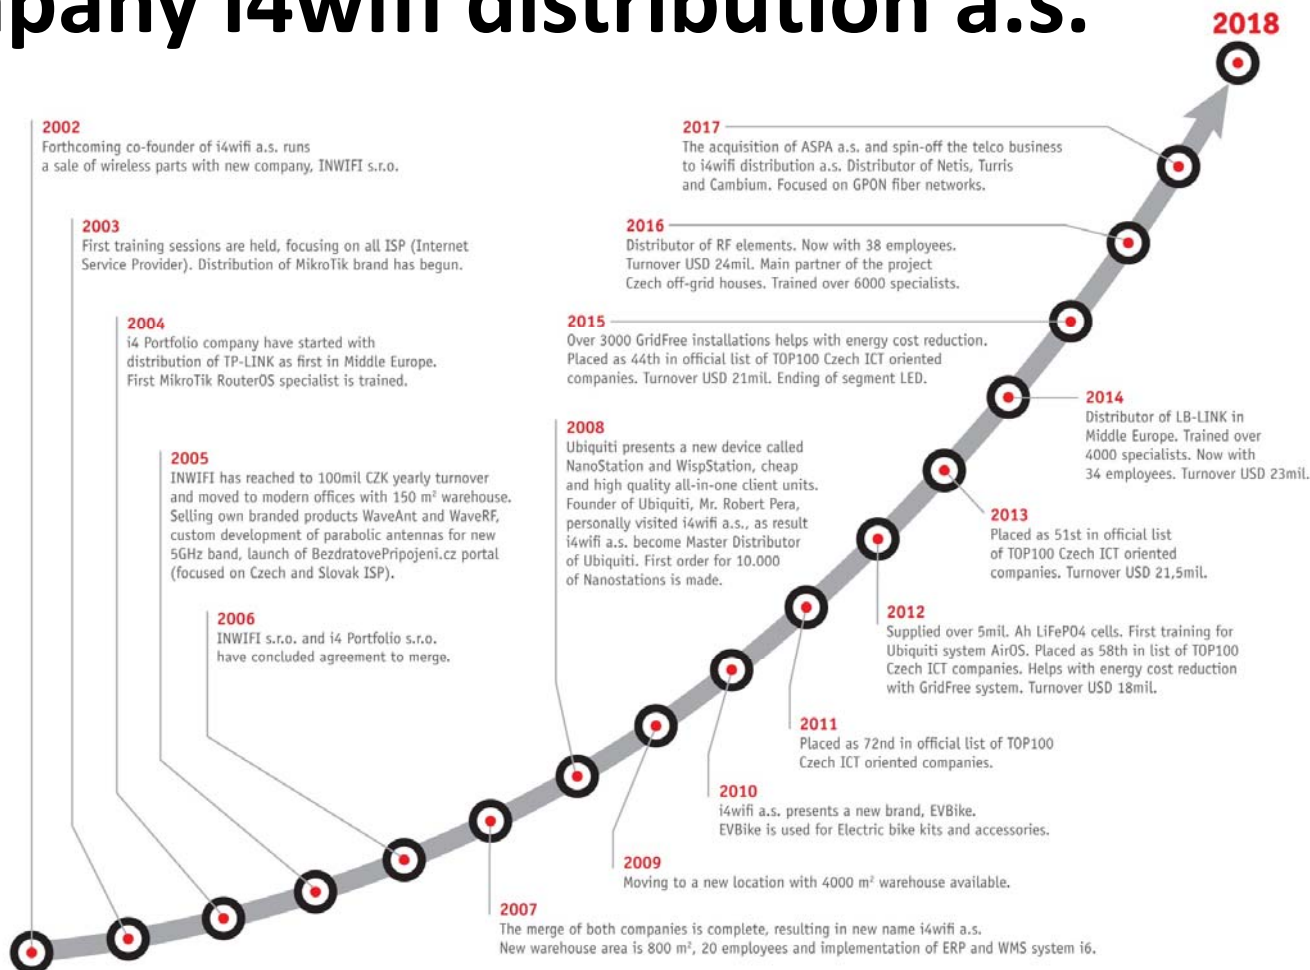 mpany i4wifi distribution a.s.
2018
2002
Forthcoming co-founder of i4wifi a.s. runs
a sale of wireless parts with new company, INWIFI s.r.o.
2017
The acquisition of ASPA a.s. and spin-off the telco business
to i4wifi distribution a.s. Distributor of Netis, Turris
and Cambium. Focused on GPON fiber networks.
2003
First training sessions are held, focusing on all ISP (Internet
Service Provider). Distribution of MikroTik brand has begun.
2016
Distributor of RF elements. Now with 38 employees.
Turnover USD 24mil. Main partner of the project
Czech off-grid houses. Trained over 6000 specialists.
2004
i4 Portfolio company have started with
distribution of TP-LINK as first in Middle Europe.
First MikroTik RouterOS specialist is trained.
2015
Over 3000 GridFree installations helps with energy cost reduction.
Placed as 44th in official list of TOP100 Czech ICT oriented
companies. Turnover USD 21mil. Ending of segment LED.
2014
Distributor of LB-LINK in
Middle Europe. Trained over
4000 specialists. Now with
34 employees. Turnover USD 23mil.
2008
Ubiquiti presents a new device called
NanoStation and WispStation, cheap
and high quality all-in-one client units.
Founder of Ubiquiti, Mr. Robert Pera,
personally visited i4wifi a.s., as result
i4wifi a.s. become Master Distributor
of Ubiquiti. First order for 10.000
of Nanostations is made.
2005
INWIFI has reached to 100mil CZK yearly turnover
and moved to modern offices with 150 m² warehouse.
Selling own branded products WaveAnt and WaveRF,
custom development of parabolic antennas for new
5GHz band, launch of BezdratovePripojeni.cz portal
(focused on Czech and Slovak ISP).
2013
Placed as 51st in official list
of TOP100 Czech ICT oriented
companies. Turnover USD 21,5mil.
2006
INWIFI s.r.o. and i4 Portfolio s.r.o.
have concluded agreement to merge.
2012
Supplied over 5mil. Ah LiFePO4 cells. First training for
Ubiquiti system AirOS. Placed as 58th in list of TOP100
Czech ICT companies. Helps with energy cost reduction
with GridFree system. Turnover USD 18mil.
2011
Placed as 72nd in official list of TOP100
Czech ICT oriented companies.
2010
i4wifi a.s. presents a new brand, EVBike.
EVBike is used for Electric bike kits and accessories.
2009
Moving to a new location with 4000 m² warehouse available.
2007
The merge of both companies is complete, resulting in new name i4wifi a.s.
New warehouse area is 800 m², 20 employees and implementation of ERP and WMS system i6.